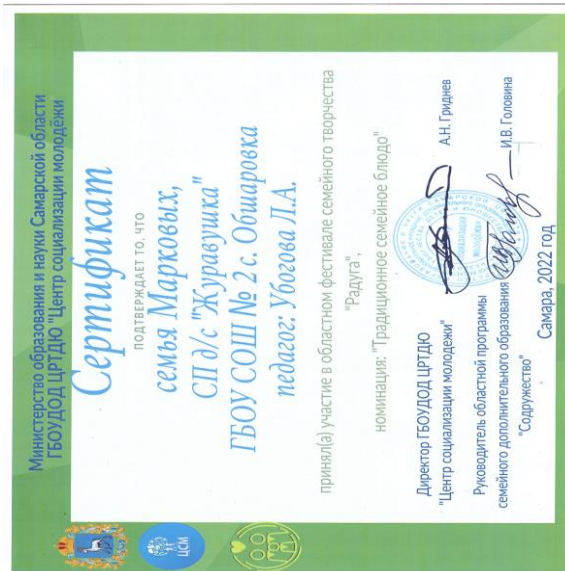 Министерство образования и науки Самарской области
ГБОУДОД ЦРТДЮ "Центр социализации молодёжи
Сертификат
ПОДТВЕРЖДАЕТ ТО, ЧТО
семья Марковых,
СП д/с "Журавушка"
ГБОУ СОШ № 2 с. Обшаровка
педагог: Убогова Л.А.
принял(а) участие в областном фестивале семейного творчества
"Радуга",
номинация: "Традиционное семейное блюдо"
Директор ГБОУДОД ЦРТДЮ
"Центр социализации молодежи"
А.Н. Гриднев
Руководитель областной программы
семейного дополнительного образования
"Содружество"
И.В. Головина
Самара, 2022 год
ЦСМ